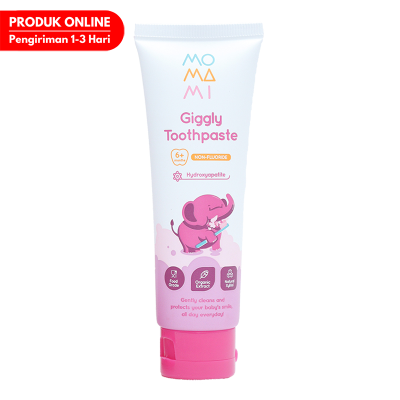 PRODUK ONLINE
Pengiriman 1-3 Hari
MO
MA
MI
Giggly
Toothpaste
6+
NON-FLUORIDE
Hydroxyapatite
Food
Grade
Organic
Extract
Natural
Xylitol
Gently cleans and
protects your baby's smile
all day everyday!